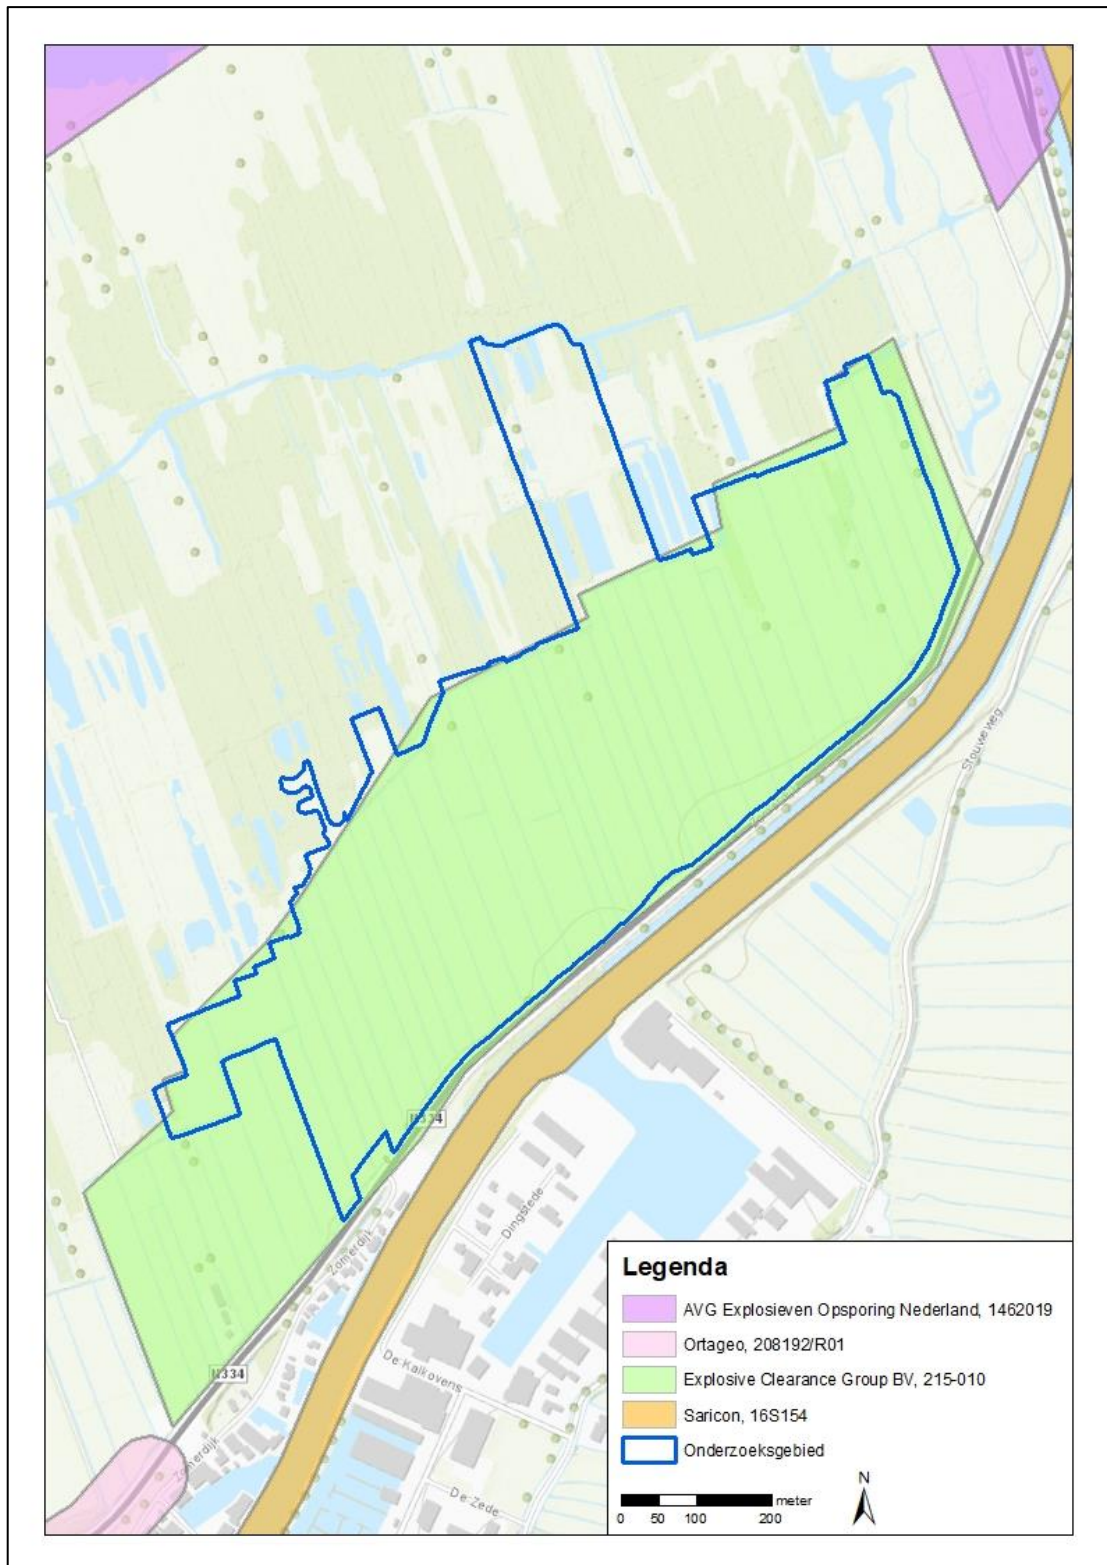 Stouweweg
N334
Dingstede
Zomerdijk
Legenda
AVG Explosieven Opsporing Nederland, 1462019
Ortageo, 208192/R01
Explosive Clearance Group BV, 215-010
Saricon, 16S154
Onderzoeksgebied
De Kalkovens
N334
Zomerdijk
De Zede
N
meter
0 50 100 200